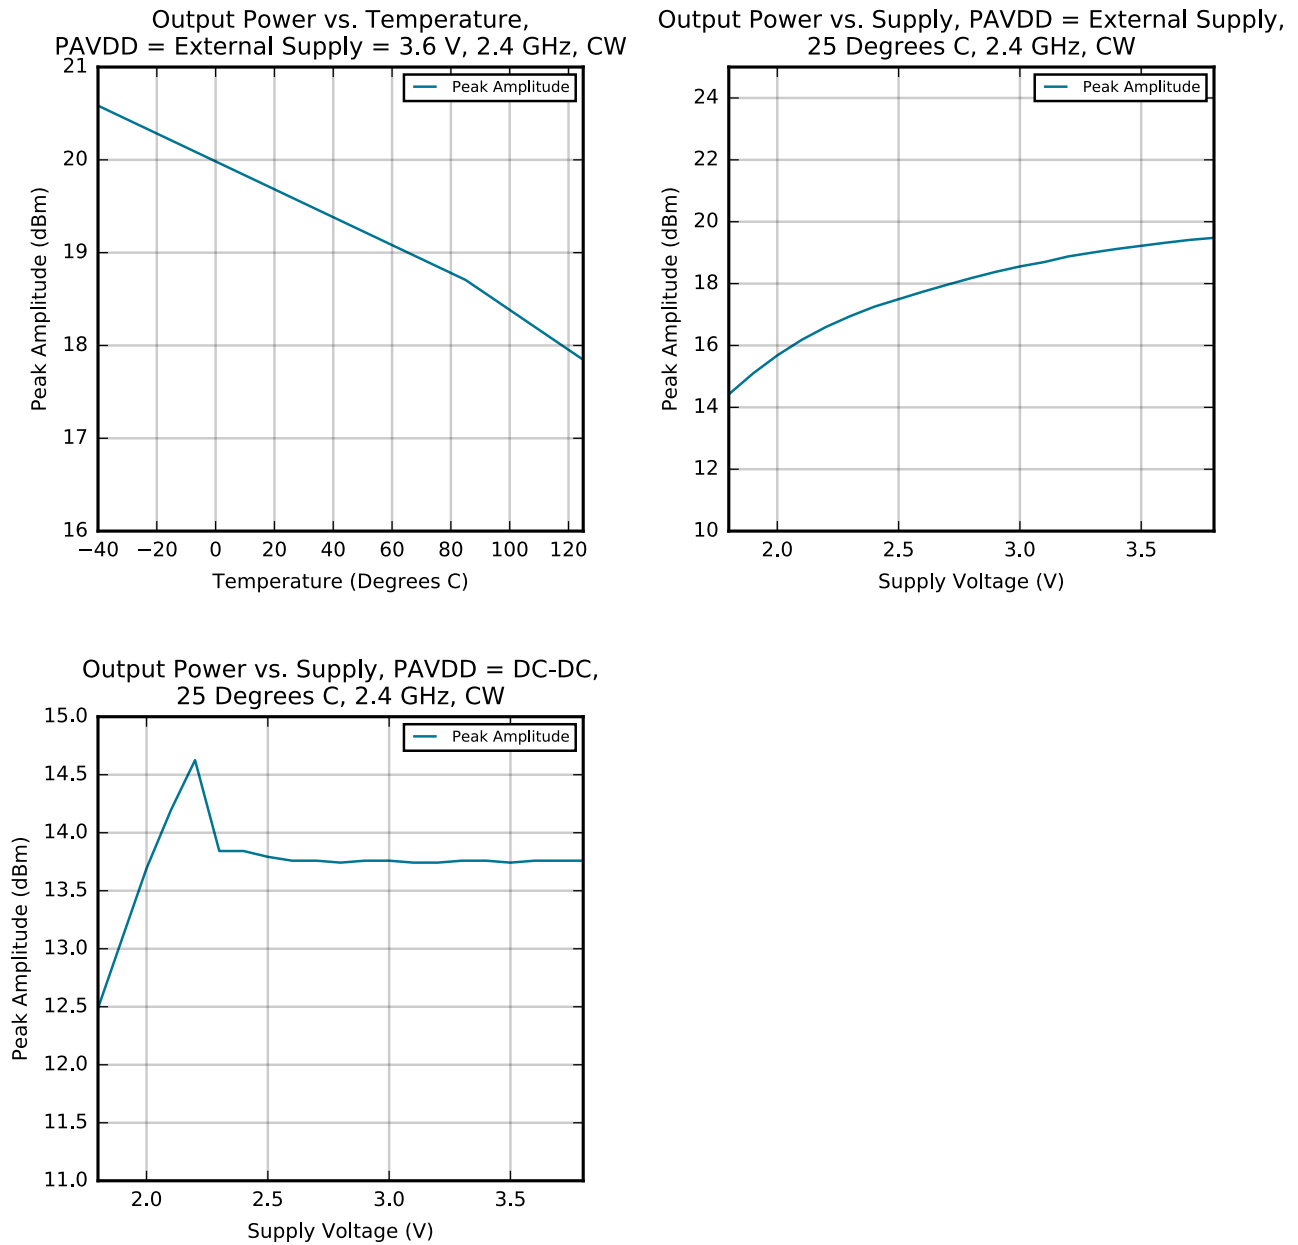 Output Power vs. Temperature,
PAVDD = External Supply = 3.6 V, 2.4 GHz, CW
Peak Amplitude
Peak Amplitude (dBm)
21
20
19
18
17
16
−40 −20 0 20 40 60 80 100 120
Temperature (Degrees C)
Output Power vs. Supply, PAVDD = External Supply,
25 Degrees C, 2.4 GHz, CW
Peak Amplitude
Peak Amplitude (dBm)
24
22
20
18
16
14
12
10
2.0 2.5 3.0 3.5
Supply Voltage (V)
Output Power vs. Supply, PAVDD = DC-DC,
25 Degrees C, 2.4 GHz, CW
Peak Amplitude
Peak Amplitude (dBm)
15.0
14.5
14.0
13.5
13.0
12.5
12.0
11.5
11.0
2.0 2.5 3.0 3.5
Supply Voltage (V)